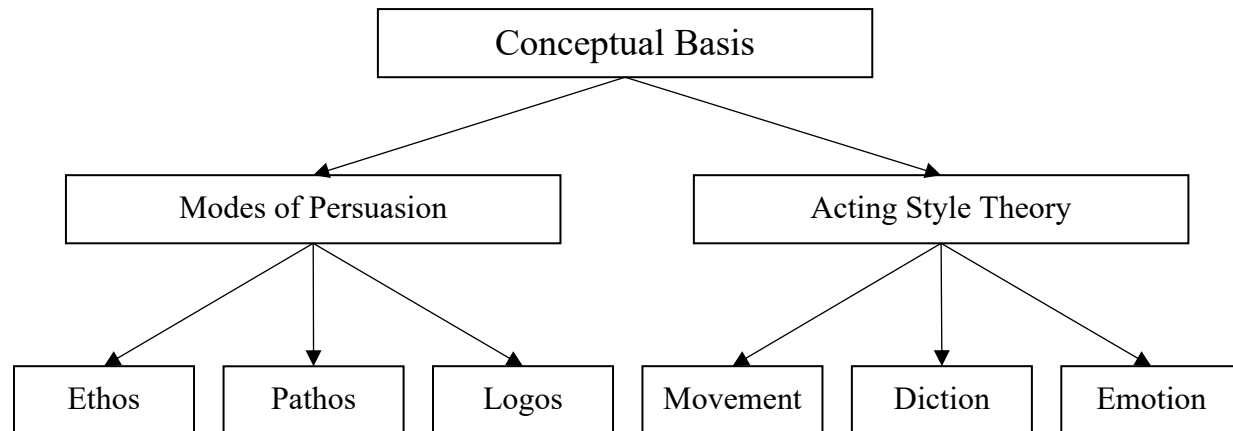 Conceptual Basis
Modes of Persuasion
Acting Style Theory
Ethos
Pathos
Logos
Movement
Diction
Emotion